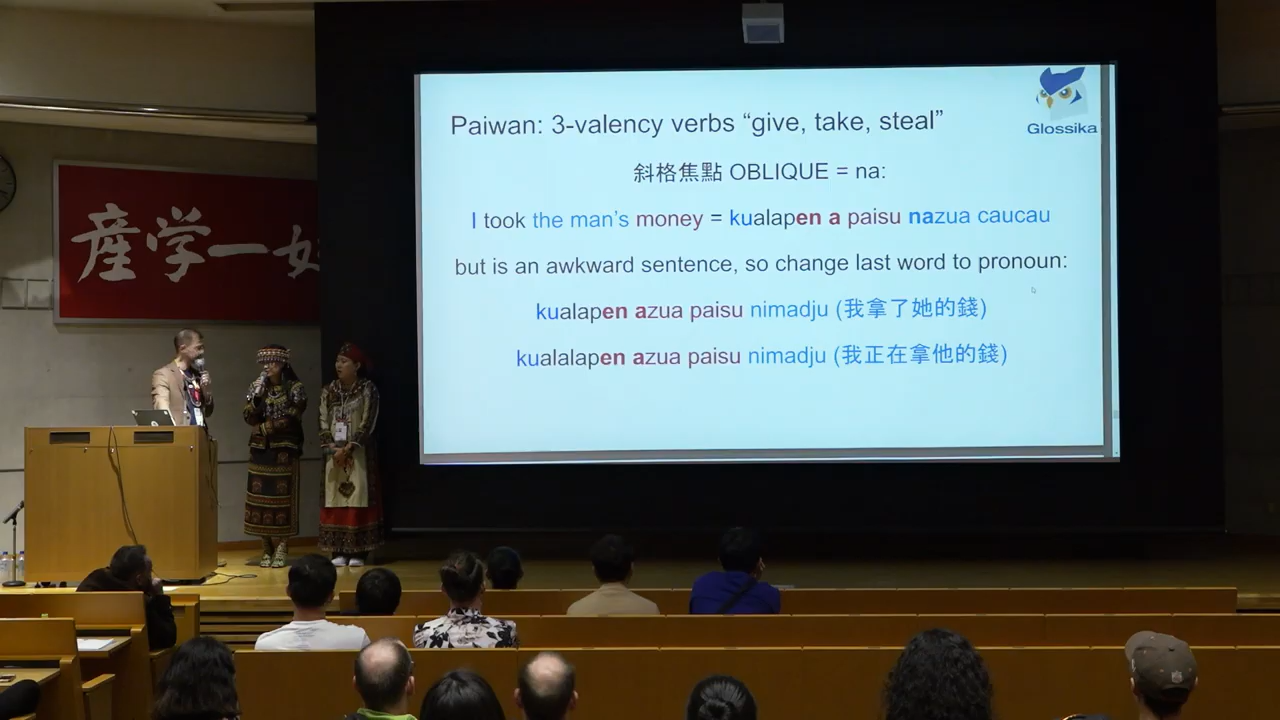 Glossika
Paiwan: 3-valency verbs “give, take, steal”
斜格焦點 OBLIQUE = na:
I took the man’s money = kualapen a paisu nazua caucau
but is an awkward sentence, so change last word to pronoun:
kualapen azua paisu nimadju (我拿了她的錢)
kualalapen azua paisu nimadju (我正在拿他的錢)
産学一如